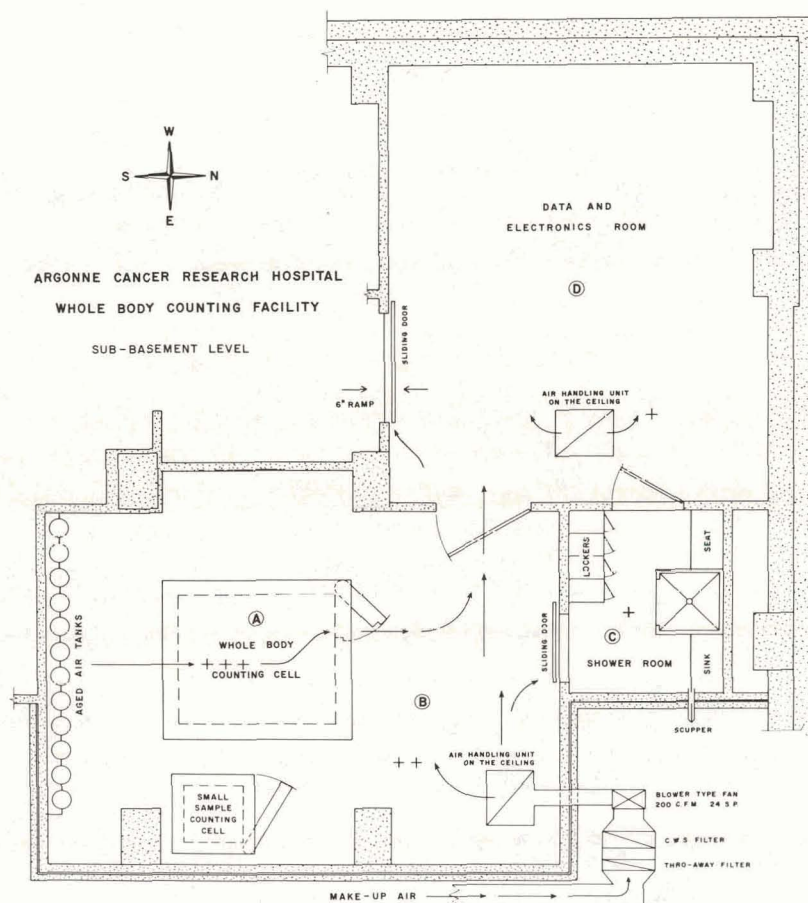 W
S N
E
ARGONNE CANCER RESEARCH HOSPITAL
WHOLE BODY COUNTING FACILITY
SUB-BASEMENT LEVEL
DATA AND
ELECTRONICS ROOM
D
SLIDING DOOR
6" RAMP
AIR HANDLING UNIT
ON THE CEILING
+
LOCKERS
SEAT
+
C
SHOWER ROOM
SINK
SLIDING DOOR
SCUPPER
AGED AIR TANKS
A
WHOLE BODY
+++
COUNTING CELL
B
AIR HANDLING UNIT
ON THE CEILING
++
SMALL
SAMPLE
COUNTING
CELL
BLOWER TYPE FAN
200 C.F.M 24 S.P.
C.W.S FILTER
THRO-AWAY FILTER
MAKE-UP AIR